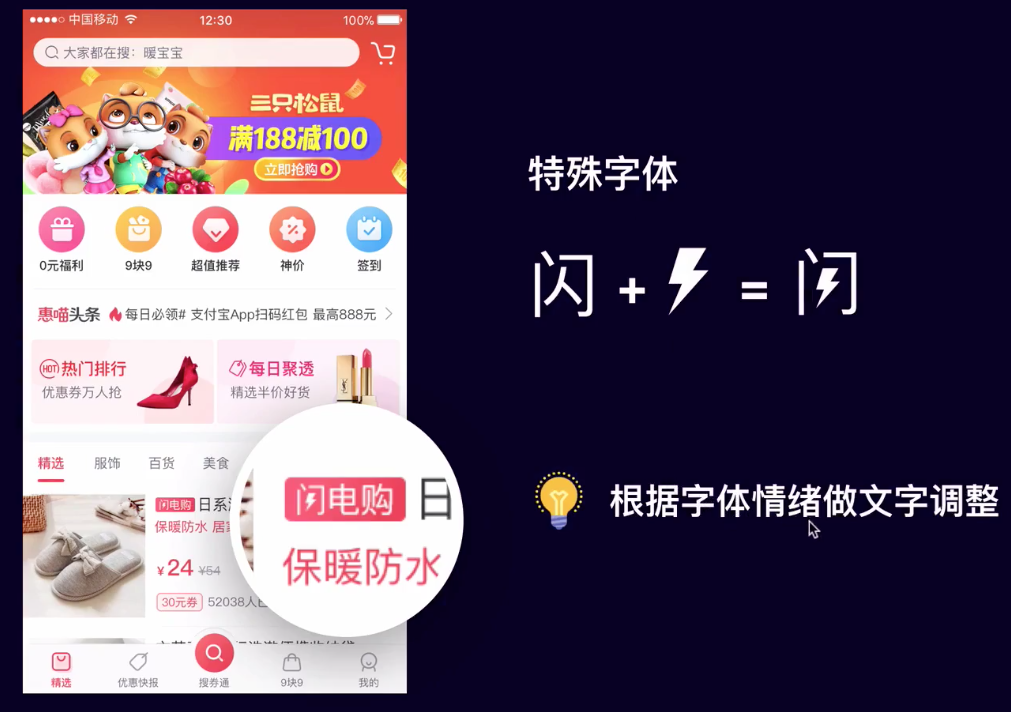 中国移动 12:30 100%
大家都在搜：暖宝宝
三只松鼠
满188减100
立即抢购
0元福利 9块9 超值推荐 神价 签到
惠喵头条 每日必领# 支付宝App扫码红包 最高888元
HOT 热门排行
优惠券万人抢
每日聚透
精选半价好货
精选 服饰 百货 美食
闪电购 日系
保暖防水 居家
¥24 ¥54
30元券 52038人已
闪电购 日
保暖防水
精选 优惠快报 搜券通 9块9 我的
特殊字体
闪 + = 闪
根据字体情绪做文字调整